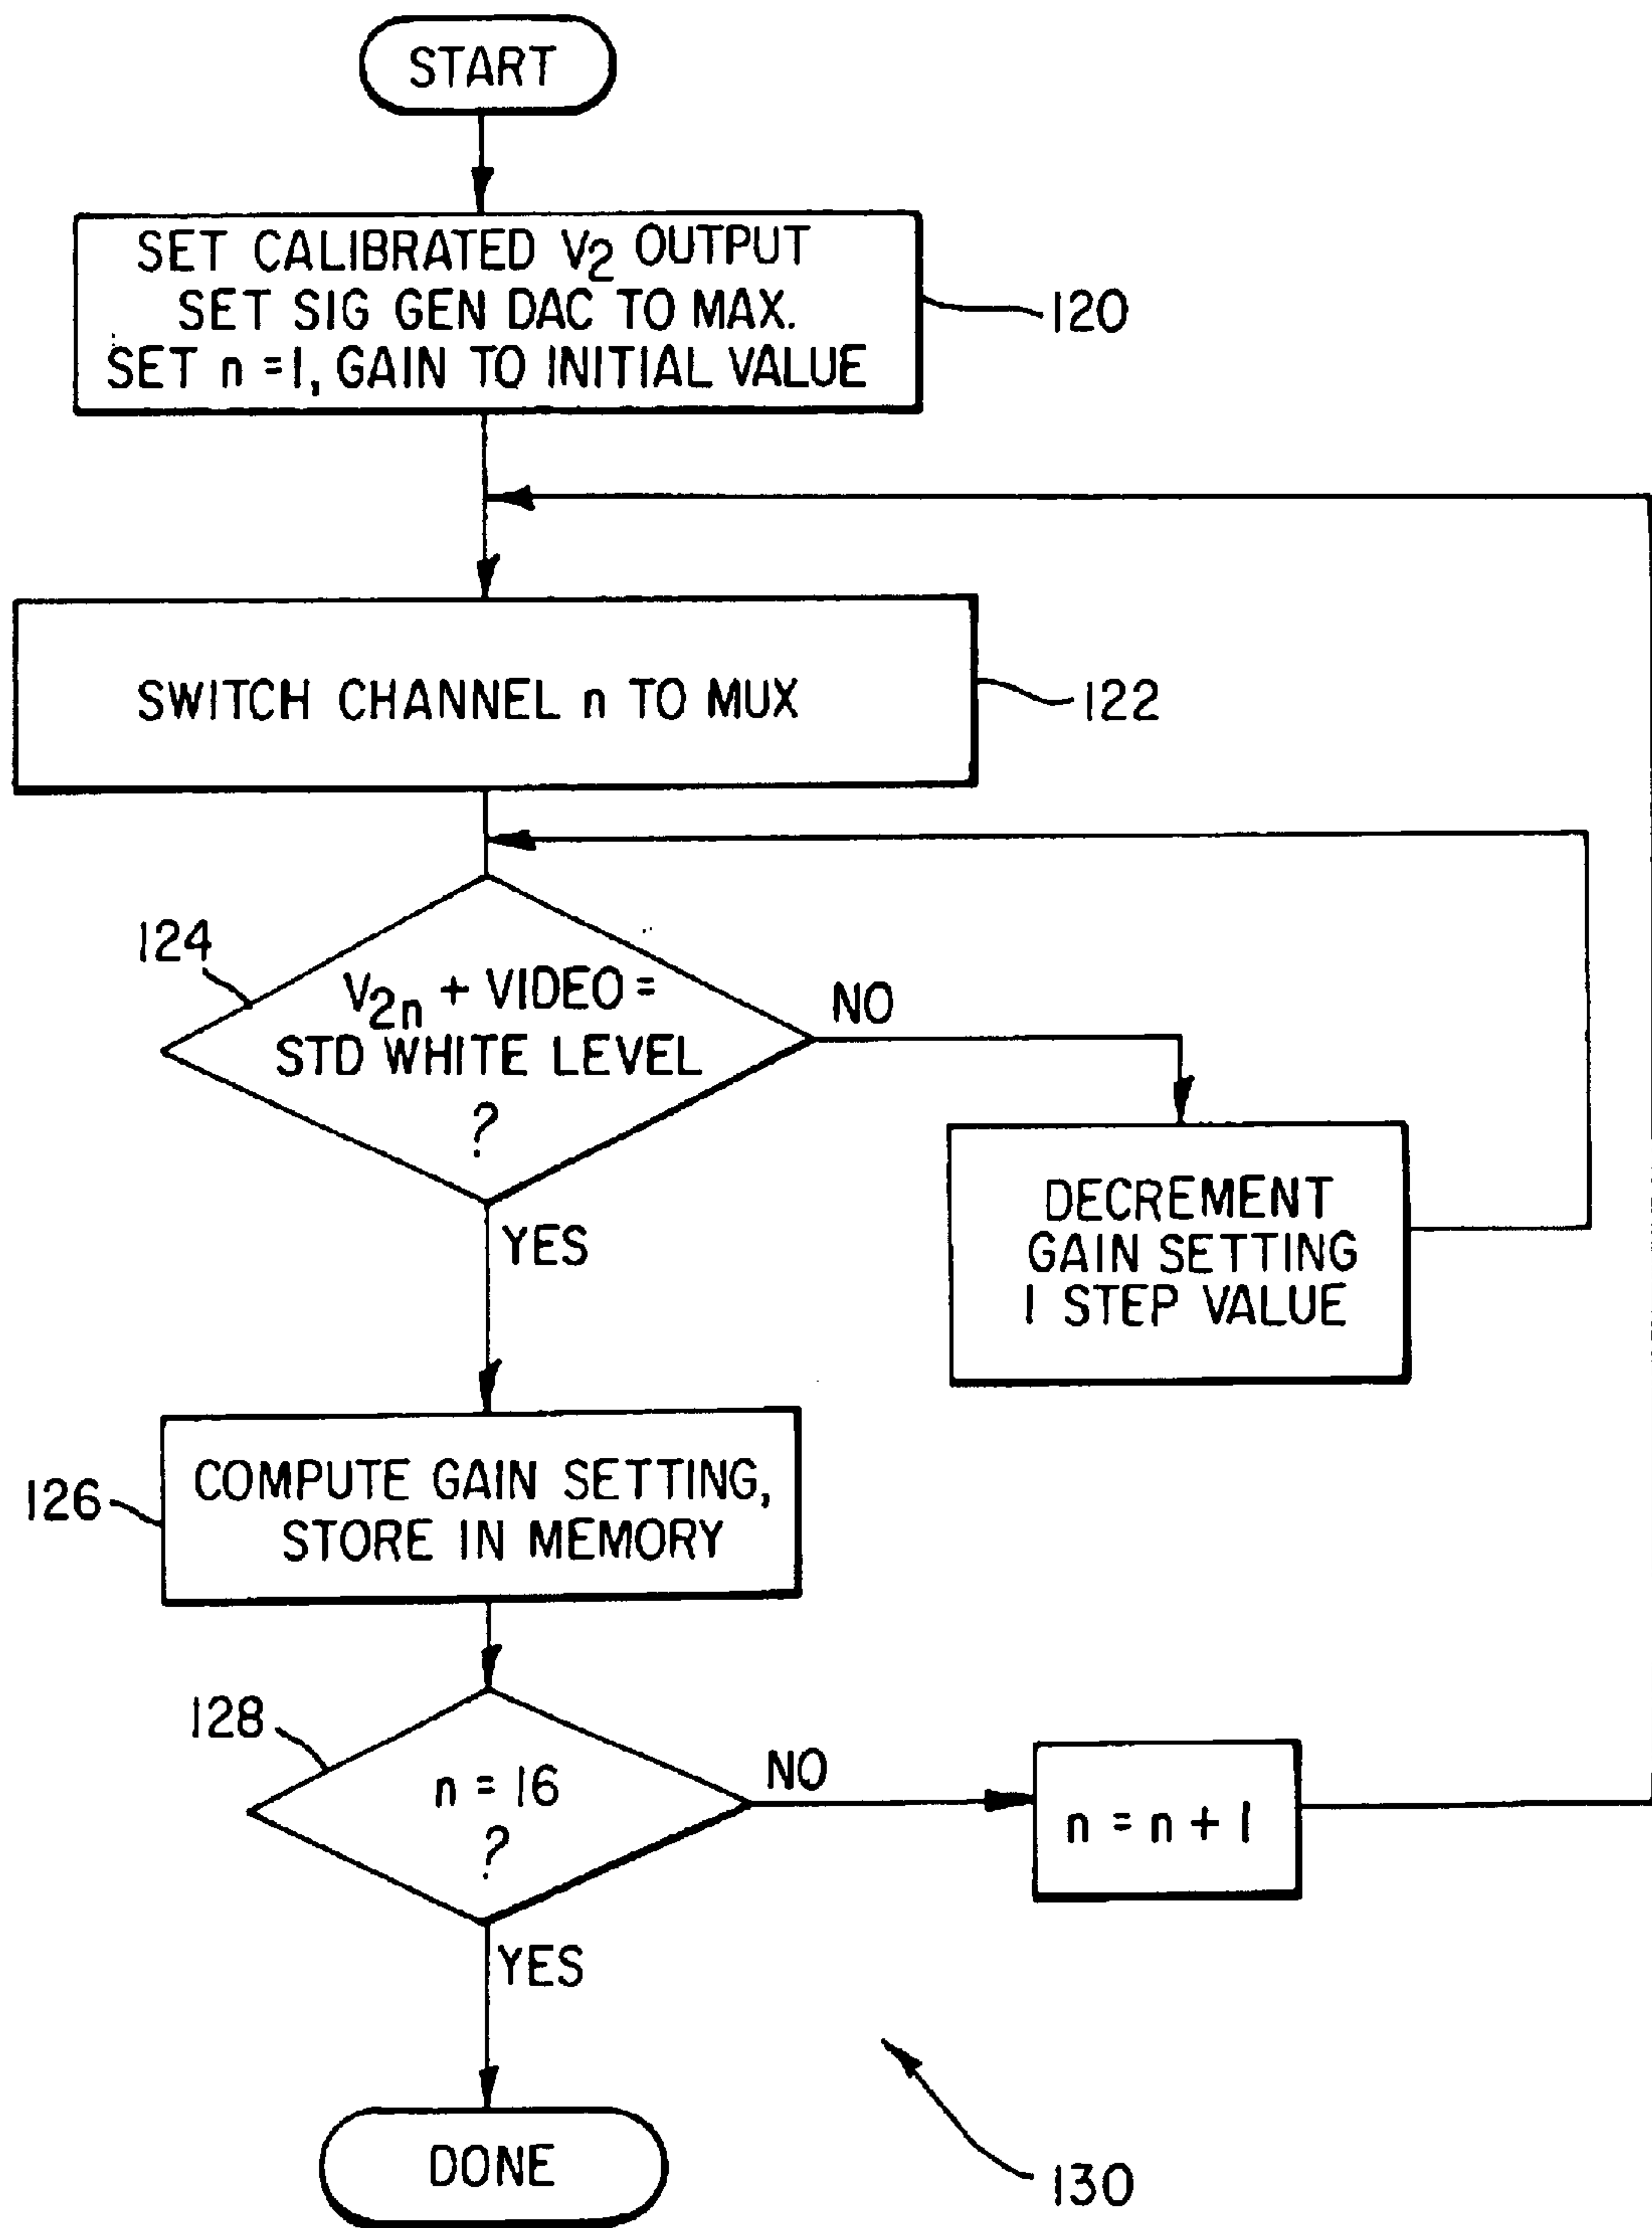 START
SET CALIBRATED V2 OUTPUT
SET SIG GEN DAC TO MAX.
SET n = 1, GAIN TO INITIAL VALUE
120
SWITCH CHANNEL n TO MUX
122
124
V2n + VIDEO =
STD WHITE LEVEL
?
NO
YES
DECREMENT
GAIN SETTING
1 STEP VALUE
126
COMPUTE GAIN SETTING,
STORE IN MEMORY
128
n = 16
?
NO
n = n + 1
YES
DONE
130